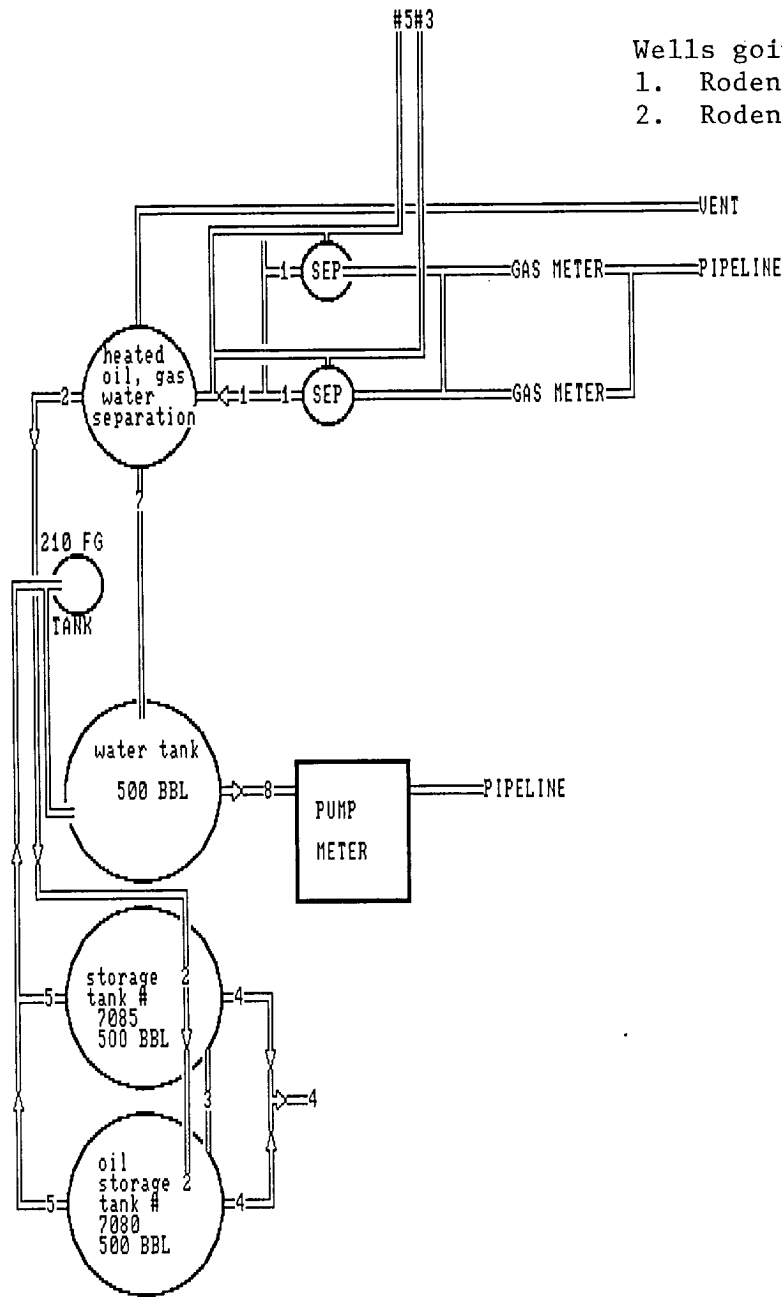 #5#3
Wells goi
1. Roden
2. Roden
VENT
1 SEP GAS METER PIPELINE
heated
oil, gas
water
separation
2
1 1 SEP GAS METER
7
210 FG
TANK
water tank
500 BBL
8
PUMP
METER
PIPELINE
2
storage
tank #
7085
500 BBL
5
4
3
4
oil
storage
tank #
7080
500 BBL
2
5
4